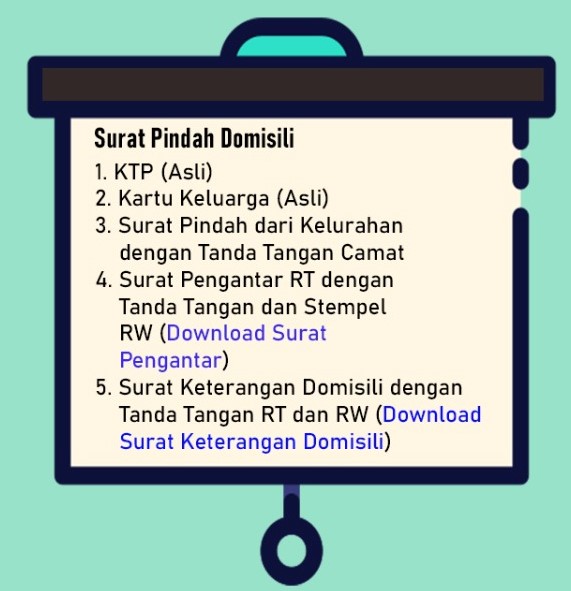 Surat Pindah Domisili
1. KTP (Asli)
2. Kartu Keluarga (Asli)
3. Surat Pindah dari Kelurahan
dengan Tanda Tangan Camat
4. Surat Pengantar RT dengan
Tanda Tangan dan Stempel
RW (Download Surat
Pengantar)
5. Surat Keterangan Domisili dengan
Tanda Tangan RT dan RW (Download
Surat Keterangan Domisili)